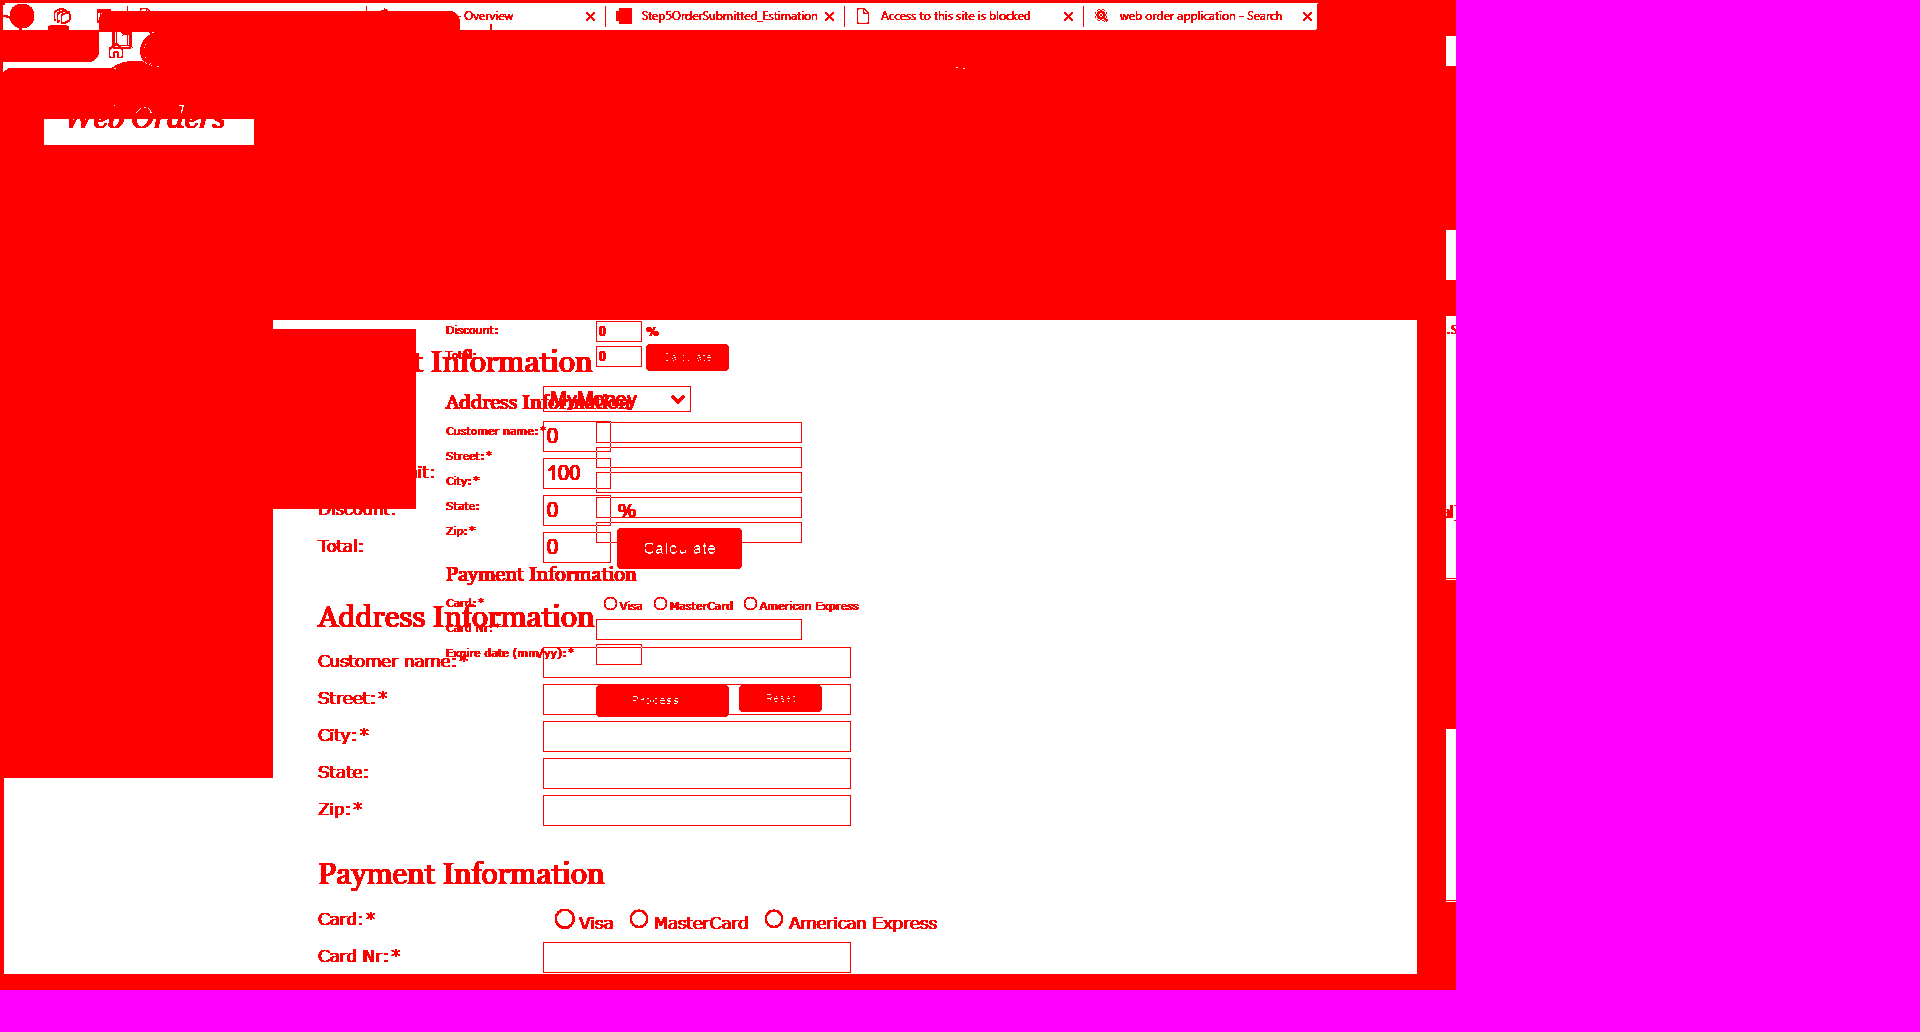 Overview
Step5OrderSubmitted_Estimation
Access to this site is blocked
web order application - Search
Web Orders
Discount:
0
%
Total:
0
Calculate
t Information
MyMoney
Address Information
Customer name:*
0
Street:*
100
City:*
State:
0
%
Discount:
Zip:*
Total:
0
Calculate
Payment Information
Card:*
Visa
MasterCard
American Express
Address Information
Card Nr:*
Expire date (mm/yy):*
Customer name:*
Street:*
Process
Reset
City:*
State:
Zip:*
Payment Information
Card:*
Visa
MasterCard
American Express
Card Nr:*